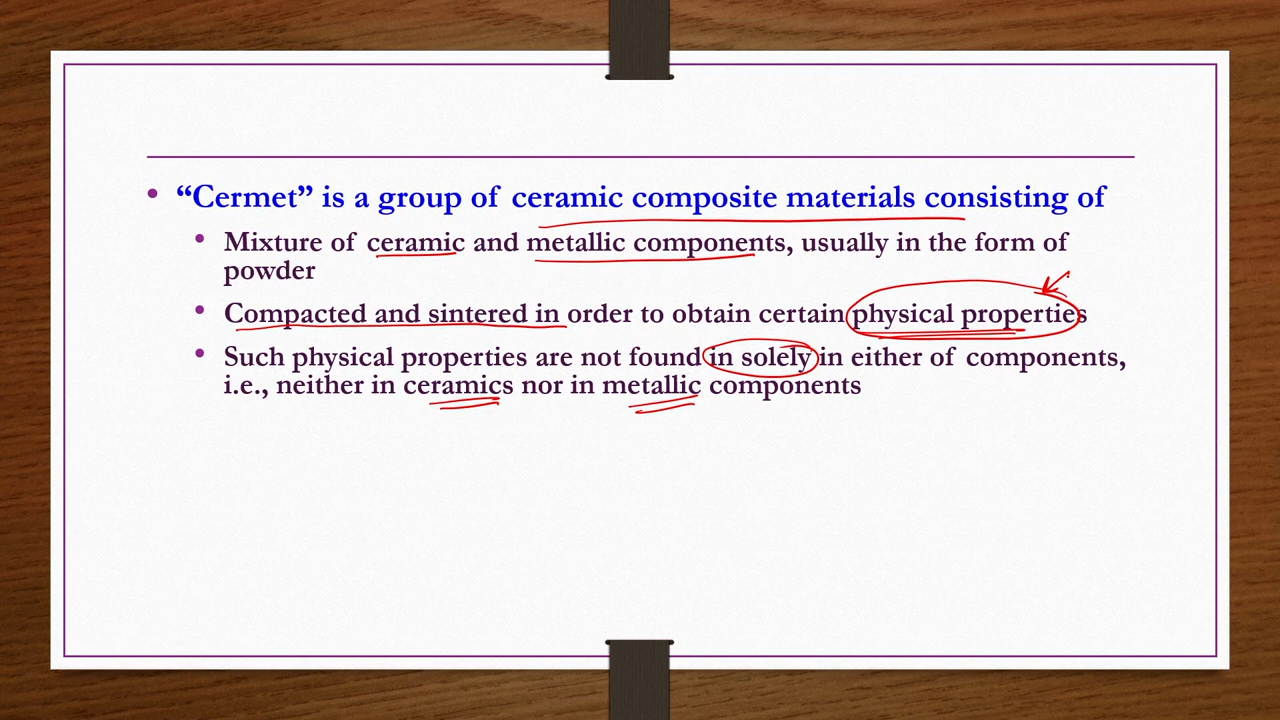 • “Cermet” is a group of ceramic composite materials consisting of
• Mixture of ceramic and metallic components, usually in the form of
powder
• Compacted and sintered in order to obtain certain physical properties
• Such physical properties are not found in solely in either of components,
i.e., neither in ceramics nor in metallic components